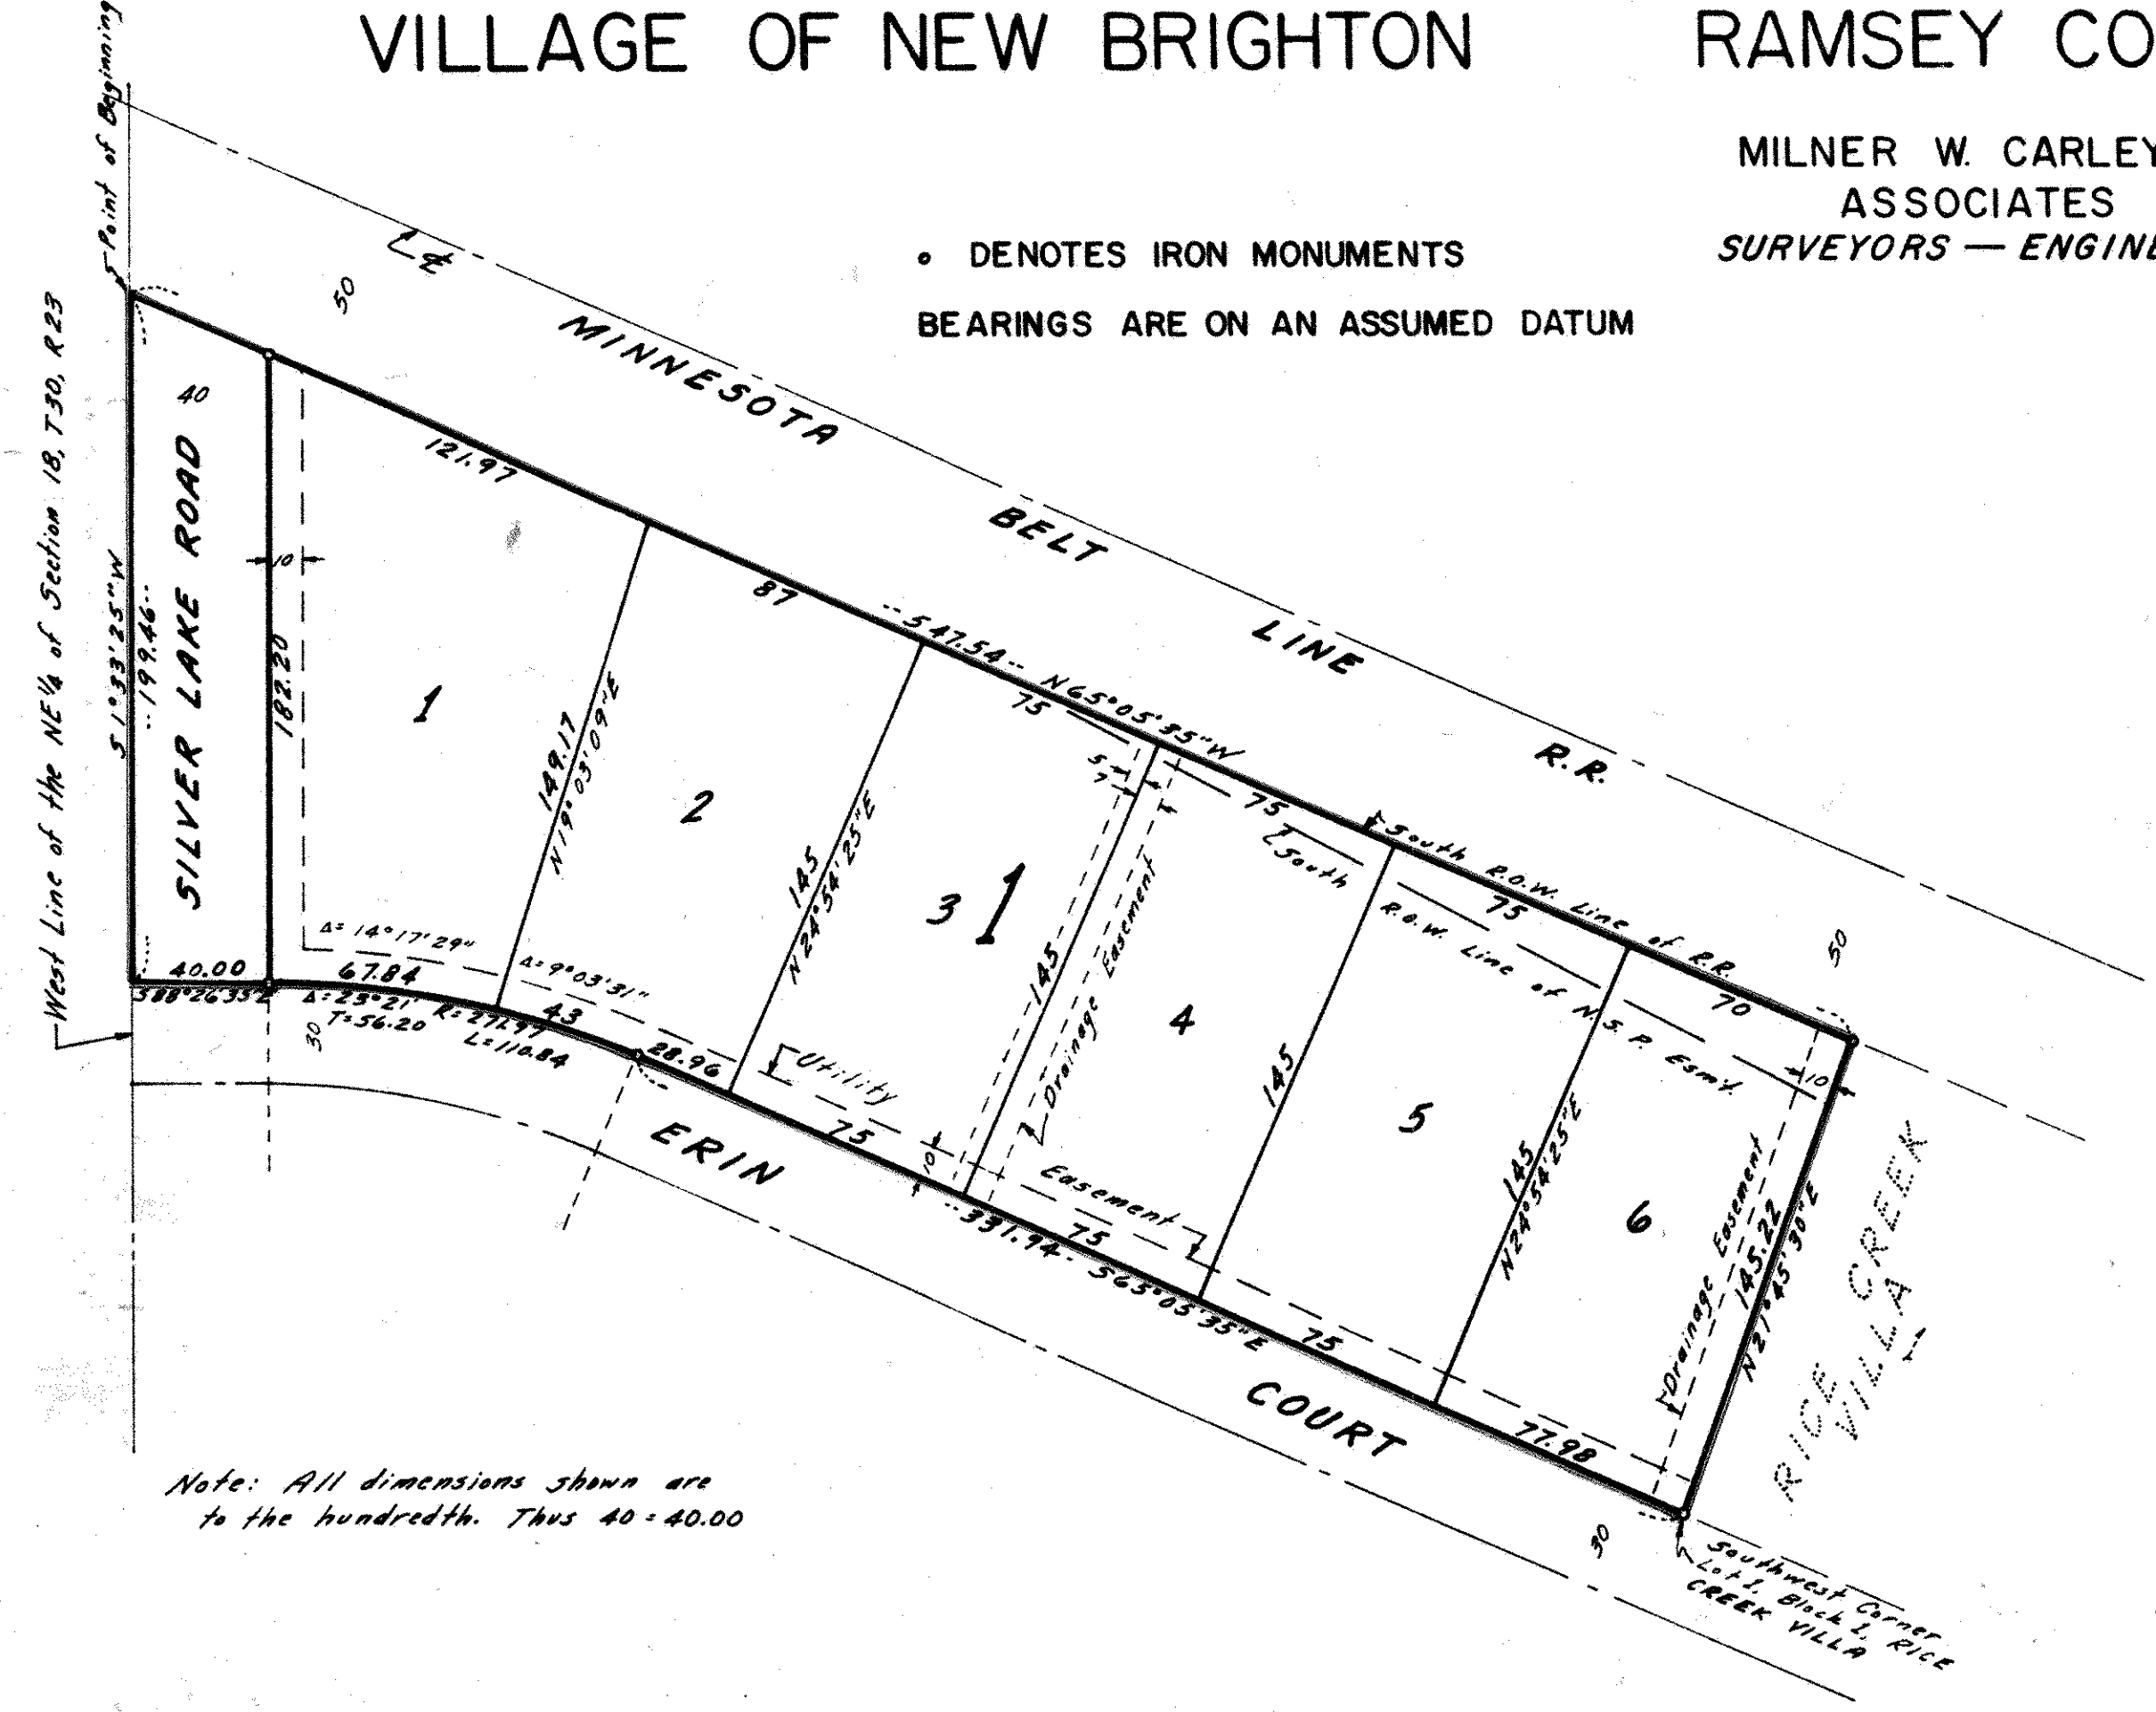 VILLAGE OF NEW BRIGHTON
RAMSEY CO
MILNER W. CARLEY
ASSOCIATES
SURVEYORS — ENGINE
° DENOTES IRON MONUMENTS
BEARINGS ARE ON AN ASSUMED DATUM
Point of Beginning
West Line of the NE¼ of Section 18, T30, R23
S1°33'25"W
··199.46··
40
SILVER LAKE ROAD
182.20
10
40.00
S88°26'35"E
50
MINNESOTA BELT LINE R.R.
121.97
87
··547.54·· N65°05'35"W
75
75
South R.O.W. Line of R.R.
75
70
50
South R.O.W. Line of N.S.P. Esm't.
1
149.17
N19°03'09"E
2
145
N24°54'25"E
3
1
5
7
145
Drainage Easement
4
145
5
145
N24°54'25"E
6
10
Drainage Easement
145.22
N21°45'30"E
RICE CREEK
VILLA
Δ= 14°17'29"
67.84
Δ=9°03'31"
43
Δ=23°21' R=271.97
T=56.20 L=110.84
30
28.96
Utility
Easement
75
10
ERIN COURT
··331.94·· S65°05'35"E
75
75
77.98
30
Southwest Corner
Lot 1, Block 1, RICE
CREEK VILLA
Note: All dimensions shown are
to the hundredth. Thus 40 = 40.00